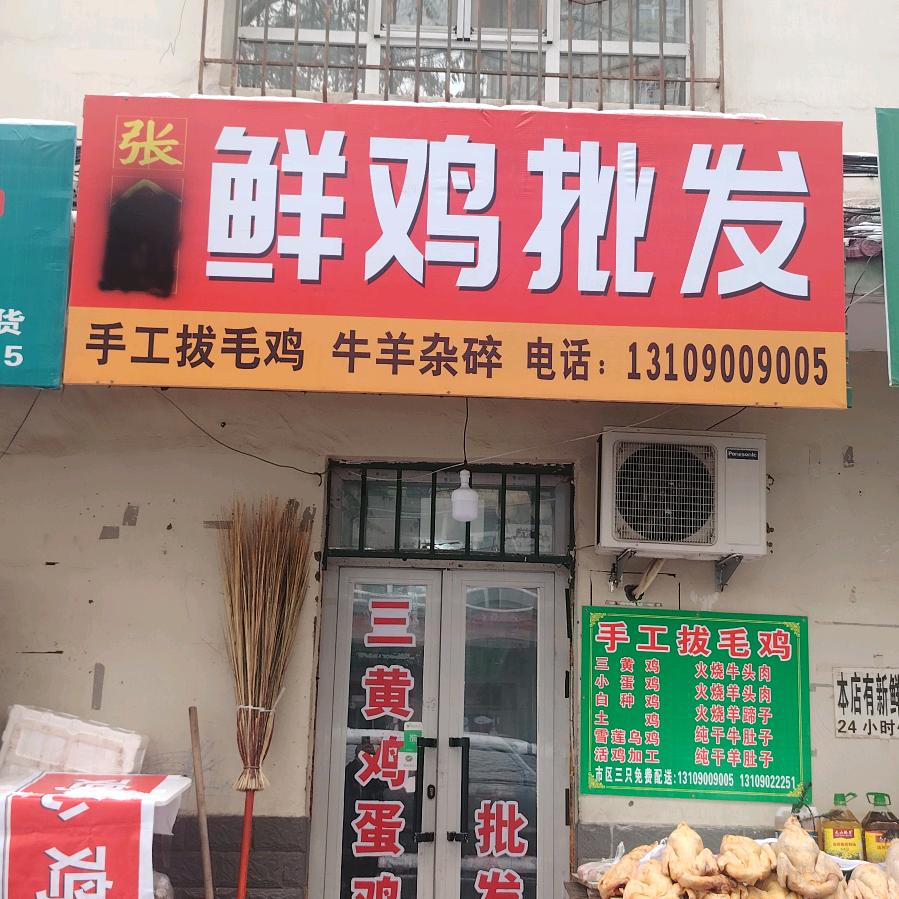 张
鲜鸡批发
手工拔毛鸡 牛羊杂碎 电话：13109009005
货
5
Panasonic
三黄鸡蛋鸡
批发
手工拔毛鸡
三黄鸡 火烧牛头肉
小蛋鸡 火烧羊头肉
白种鸡 火烧羊蹄子
土鸡 纯干牛肚子
雪莲乌鸡 纯干羊肚子
活鸡加工
市区三只免费配送:13109009005 13109022251
本店有新鲜
24小时
鸡